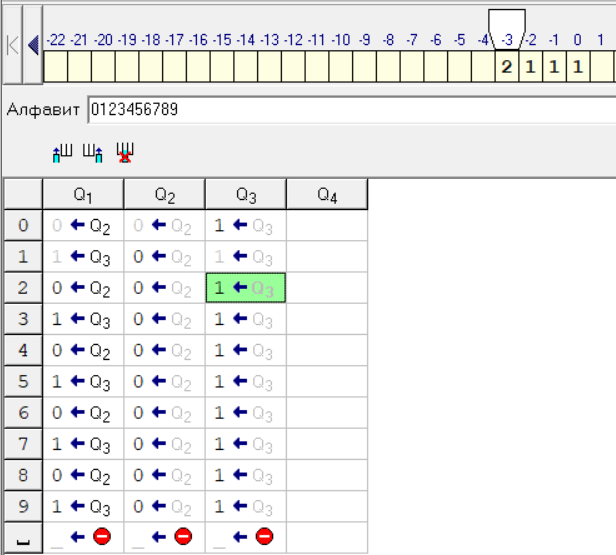 -22 -21 -20 -19 -18 -17 -16 -15 -14 -13 -12 -11 -10 -9 -8 -7 -6 -5 -4 -3 -2 -1 0 1
2 1 1 1
Алфавит 0123456789
Q1 Q2 Q3 Q4
0 0 ← Q2 0 ← Q2 1 ← Q3
1 1 ← Q3 0 ← Q2 1 ← Q3
2 0 ← Q2 0 ← Q2 1 ← Q3
3 1 ← Q3 0 ← Q2 1 ← Q3
4 0 ← Q2 0 ← Q2 1 ← Q3
5 1 ← Q3 0 ← Q2 1 ← Q3
6 0 ← Q2 0 ← Q2 1 ← Q3
7 1 ← Q3 0 ← Q2 1 ← Q3
8 0 ← Q2 0 ← Q2 1 ← Q3
9 1 ← Q3 0 ← Q2 1 ← Q3
␣ _ ← _ ← _ ←